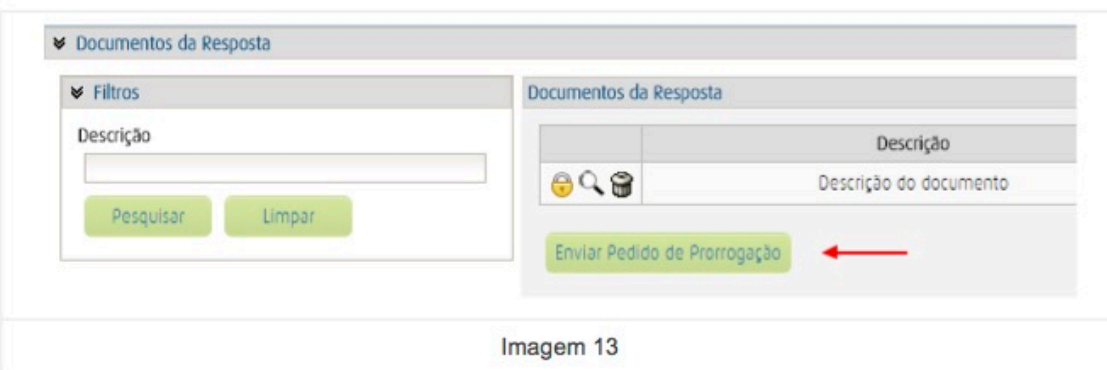 Documentos da Resposta
Filtros
Descrição
Pesquisar Limpar
Documentos da Resposta
Descrição
Descrição do documento
Enviar Pedido de Prorrogação
Imagem 13